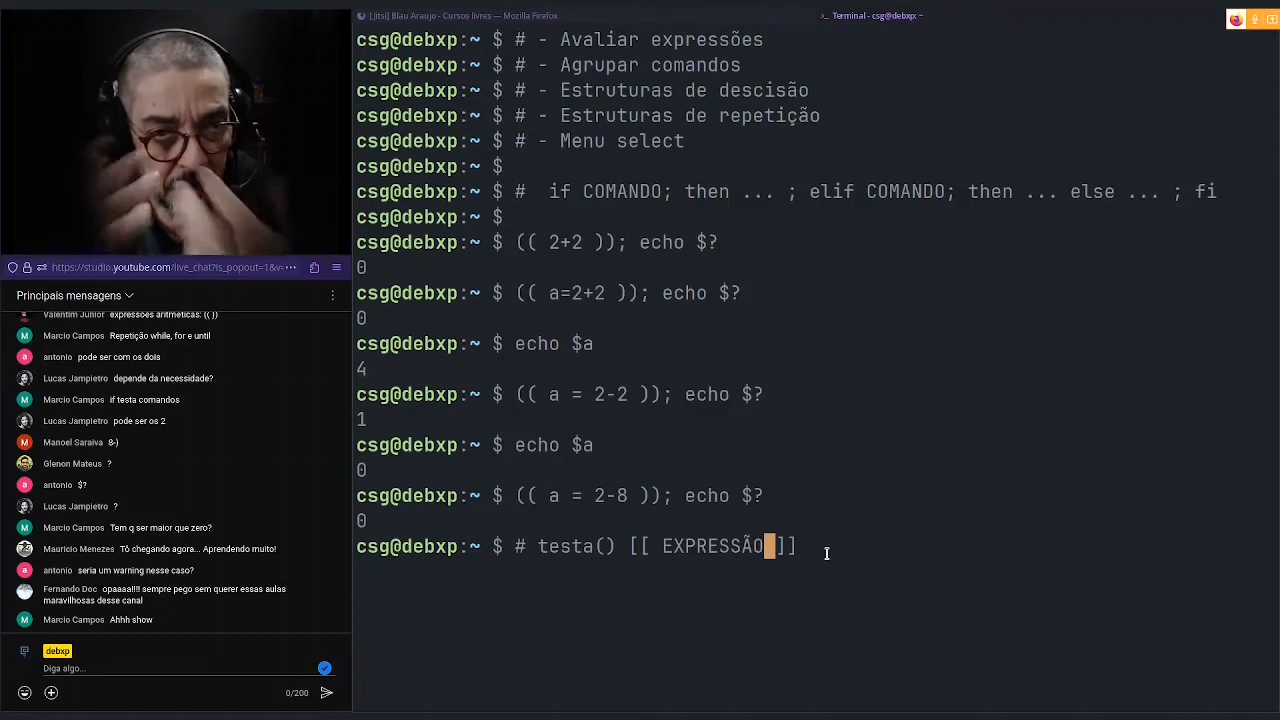 [Jitsi] Blau Araujo - Cursos livres — Mozilla Firefox
>_ Terminal - csg@debxp: ~
csg@debxp:~ $ # - Avaliar expressões
csg@debxp:~ $ # - Agrupar comandos
csg@debxp:~ $ # - Estruturas de descisão
csg@debxp:~ $ # - Estruturas de repetição
csg@debxp:~ $ # - Menu select
csg@debxp:~ $
csg@debxp:~ $ #  if COMANDO; then ... ; elif COMANDO; then ... else ... ; fi
csg@debxp:~ $
csg@debxp:~ $ (( 2+2 )); echo $?
0
csg@debxp:~ $ (( a=2+2 )); echo $?
0
csg@debxp:~ $ echo $a
4
csg@debxp:~ $ (( a = 2-2 )); echo $?
1
csg@debxp:~ $ echo $a
0
csg@debxp:~ $ (( a = 2-8 )); echo $?
0
csg@debxp:~ $ # testa() [[ EXPRESSÃO ]]
https://studio.youtube.com/live_chat?is_popout=1&v=
Principais mensagens
Valentim Junior expressões aritméticas: (( ))
M Marcio Campos Repetição while, for e until
a antonio pode ser com os dois
Lucas Jampietro depende da necessidade?
M Marcio Campos if testa comandos
Lucas Jampietro pode ser os 2
M Manoel Saraiva 8-)
Glenon Mateus ?
a antonio $?
Lucas Jampietro ?
M Marcio Campos Tem q ser maior que zero?
Mauricio Menezes Tô chegando agora... Aprendendo muito!
a antonio seria um warning nesse caso?
Fernando Doc opaaaa!!!! sempre pego sem querer essas aulas
maravilhosas desse canal
M Marcio Campos Ahhh show
debxp
Diga algo...
0/200